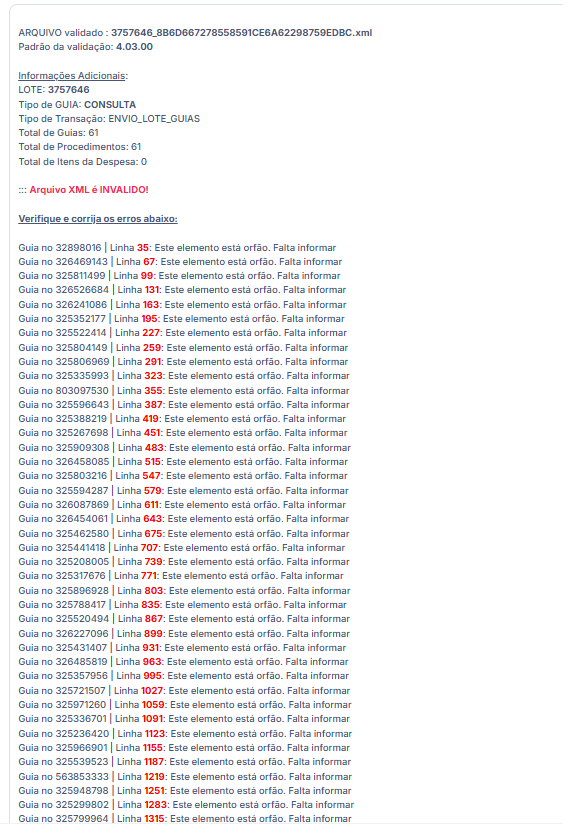 ARQUIVO validado : 3757646_8B6D667278558591CE6A62298759EDBC.xml
Padrão da validação: 4.03.00
Informações Adicionais:
LOTE: 3757646
Tipo de GUIA: CONSULTA
Tipo de Transação: ENVIO_LOTE_GUIAS
Total de Guias: 61
Total de Procedimentos: 61
Total de Itens da Despesa: 0
::: Arquivo XML é INVALIDO!
Verifique e corrija os erros abaixo:
Guia no 32898016 | Linha 35: Este elemento está orfão. Falta informar
Guia no 326469143 | Linha 67: Este elemento está orfão. Falta informar
Guia no 325811499 | Linha 99: Este elemento está orfão. Falta informar
Guia no 326526684 | Linha 131: Este elemento está orfão. Falta informar
Guia no 326241086 | Linha 163: Este elemento está orfão. Falta informar
Guia no 325352177 | Linha 195: Este elemento está orfão. Falta informar
Guia no 325522414 | Linha 227: Este elemento está orfão. Falta informar
Guia no 325804149 | Linha 259: Este elemento está orfão. Falta informar
Guia no 325806969 | Linha 291: Este elemento está orfão. Falta informar
Guia no 325335993 | Linha 323: Este elemento está orfão. Falta informar
Guia no 803097530 | Linha 355: Este elemento está orfão. Falta informar
Guia no 325596643 | Linha 387: Este elemento está orfão. Falta informar
Guia no 325388219 | Linha 419: Este elemento está orfão. Falta informar
Guia no 325267698 | Linha 451: Este elemento está orfão. Falta informar
Guia no 325909308 | Linha 483: Este elemento está orfão. Falta informar
Guia no 326458085 | Linha 515: Este elemento está orfão. Falta informar
Guia no 325803216 | Linha 547: Este elemento está orfão. Falta informar
Guia no 325594287 | Linha 579: Este elemento está orfão. Falta informar
Guia no 326087869 | Linha 611: Este elemento está orfão. Falta informar
Guia no 326454061 | Linha 643: Este elemento está orfão. Falta informar
Guia no 325462580 | Linha 675: Este elemento está orfão. Falta informar
Guia no 325441418 | Linha 707: Este elemento está orfão. Falta informar
Guia no 325208005 | Linha 739: Este elemento está orfão. Falta informar
Guia no 325317676 | Linha 771: Este elemento está orfão. Falta informar
Guia no 325896928 | Linha 803: Este elemento está orfão. Falta informar
Guia no 325788417 | Linha 835: Este elemento está orfão. Falta informar
Guia no 325520494 | Linha 867: Este elemento está orfão. Falta informar
Guia no 326227096 | Linha 899: Este elemento está orfão. Falta informar
Guia no 325431407 | Linha 931: Este elemento está orfão. Falta informar
Guia no 326485819 | Linha 963: Este elemento está orfão. Falta informar
Guia no 325357956 | Linha 995: Este elemento está orfão. Falta informar
Guia no 325721507 | Linha 1027: Este elemento está orfão. Falta informar
Guia no 325971260 | Linha 1059: Este elemento está orfão. Falta informar
Guia no 325336701 | Linha 1091: Este elemento está orfão. Falta informar
Guia no 325236420 | Linha 1123: Este elemento está orfão. Falta informar
Guia no 325966901 | Linha 1155: Este elemento está orfão. Falta informar
Guia no 325539523 | Linha 1187: Este elemento está orfão. Falta informar
Guia no 563853333 | Linha 1219: Este elemento está orfão. Falta informar
Guia no 325948798 | Linha 1251: Este elemento está orfão. Falta informar
Guia no 325299802 | Linha 1283: Este elemento está orfão. Falta informar
Guia no 325799964 | Linha 1315: Este elemento está orfão. Falta informar